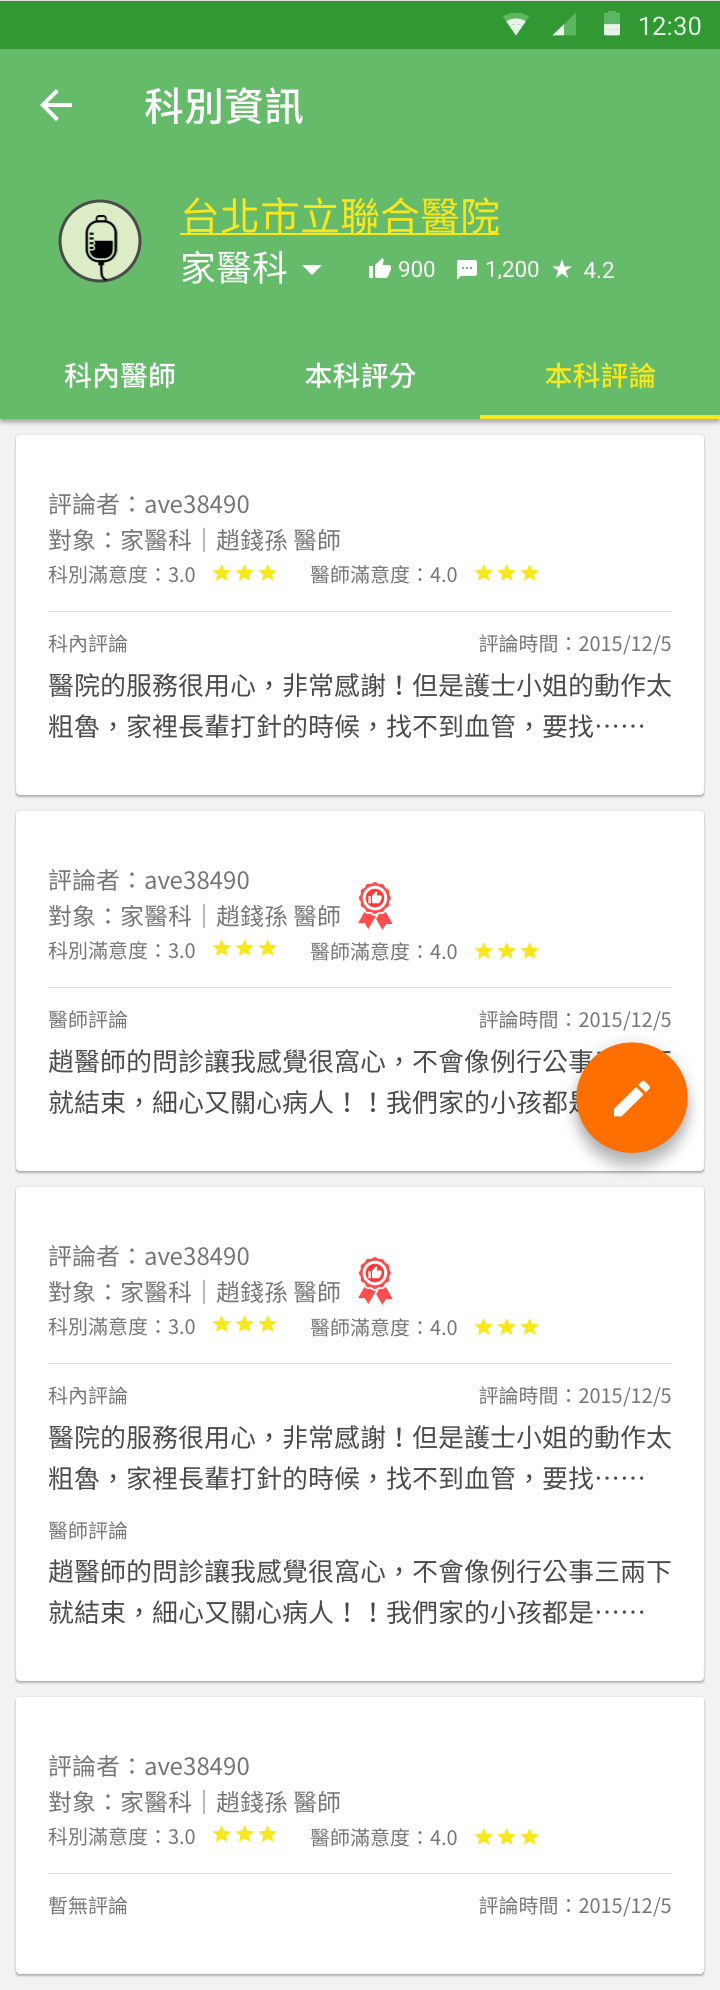 12:30
科別資訊
台北市立聯合醫院
家醫科 900 1,200 4.2
科內醫師 本科評分 本科評論
評論者：ave38490
對象：家醫科｜趙錢孫 醫師
科別滿意度：3.0 醫師滿意度：4.0
科內評論 評論時間：2015/12/5
醫院的服務很用心，非常感謝！但是護士小姐的動作太
粗魯，家裡長輩打針的時候，找不到血管，要找⋯⋯
評論者：ave38490
對象：家醫科｜趙錢孫 醫師
科別滿意度：3.0 醫師滿意度：4.0
醫師評論 評論時間：2015/12/5
趙醫師的問診讓我感覺很窩心，不會像例行公事
就結束，細心又關心病人！！我們家的小孩都
評論者：ave38490
對象：家醫科｜趙錢孫 醫師
科別滿意度：3.0 醫師滿意度：4.0
科內評論 評論時間：2015/12/5
醫院的服務很用心，非常感謝！但是護士小姐的動作太
粗魯，家裡長輩打針的時候，找不到血管，要找⋯⋯
醫師評論
趙醫師的問診讓我感覺很窩心，不會像例行公事三兩下
就結束，細心又關心病人！！我們家的小孩都是⋯⋯
評論者：ave38490
對象：家醫科｜趙錢孫 醫師
科別滿意度：3.0 醫師滿意度：4.0
暫無評論 評論時間：2015/12/5